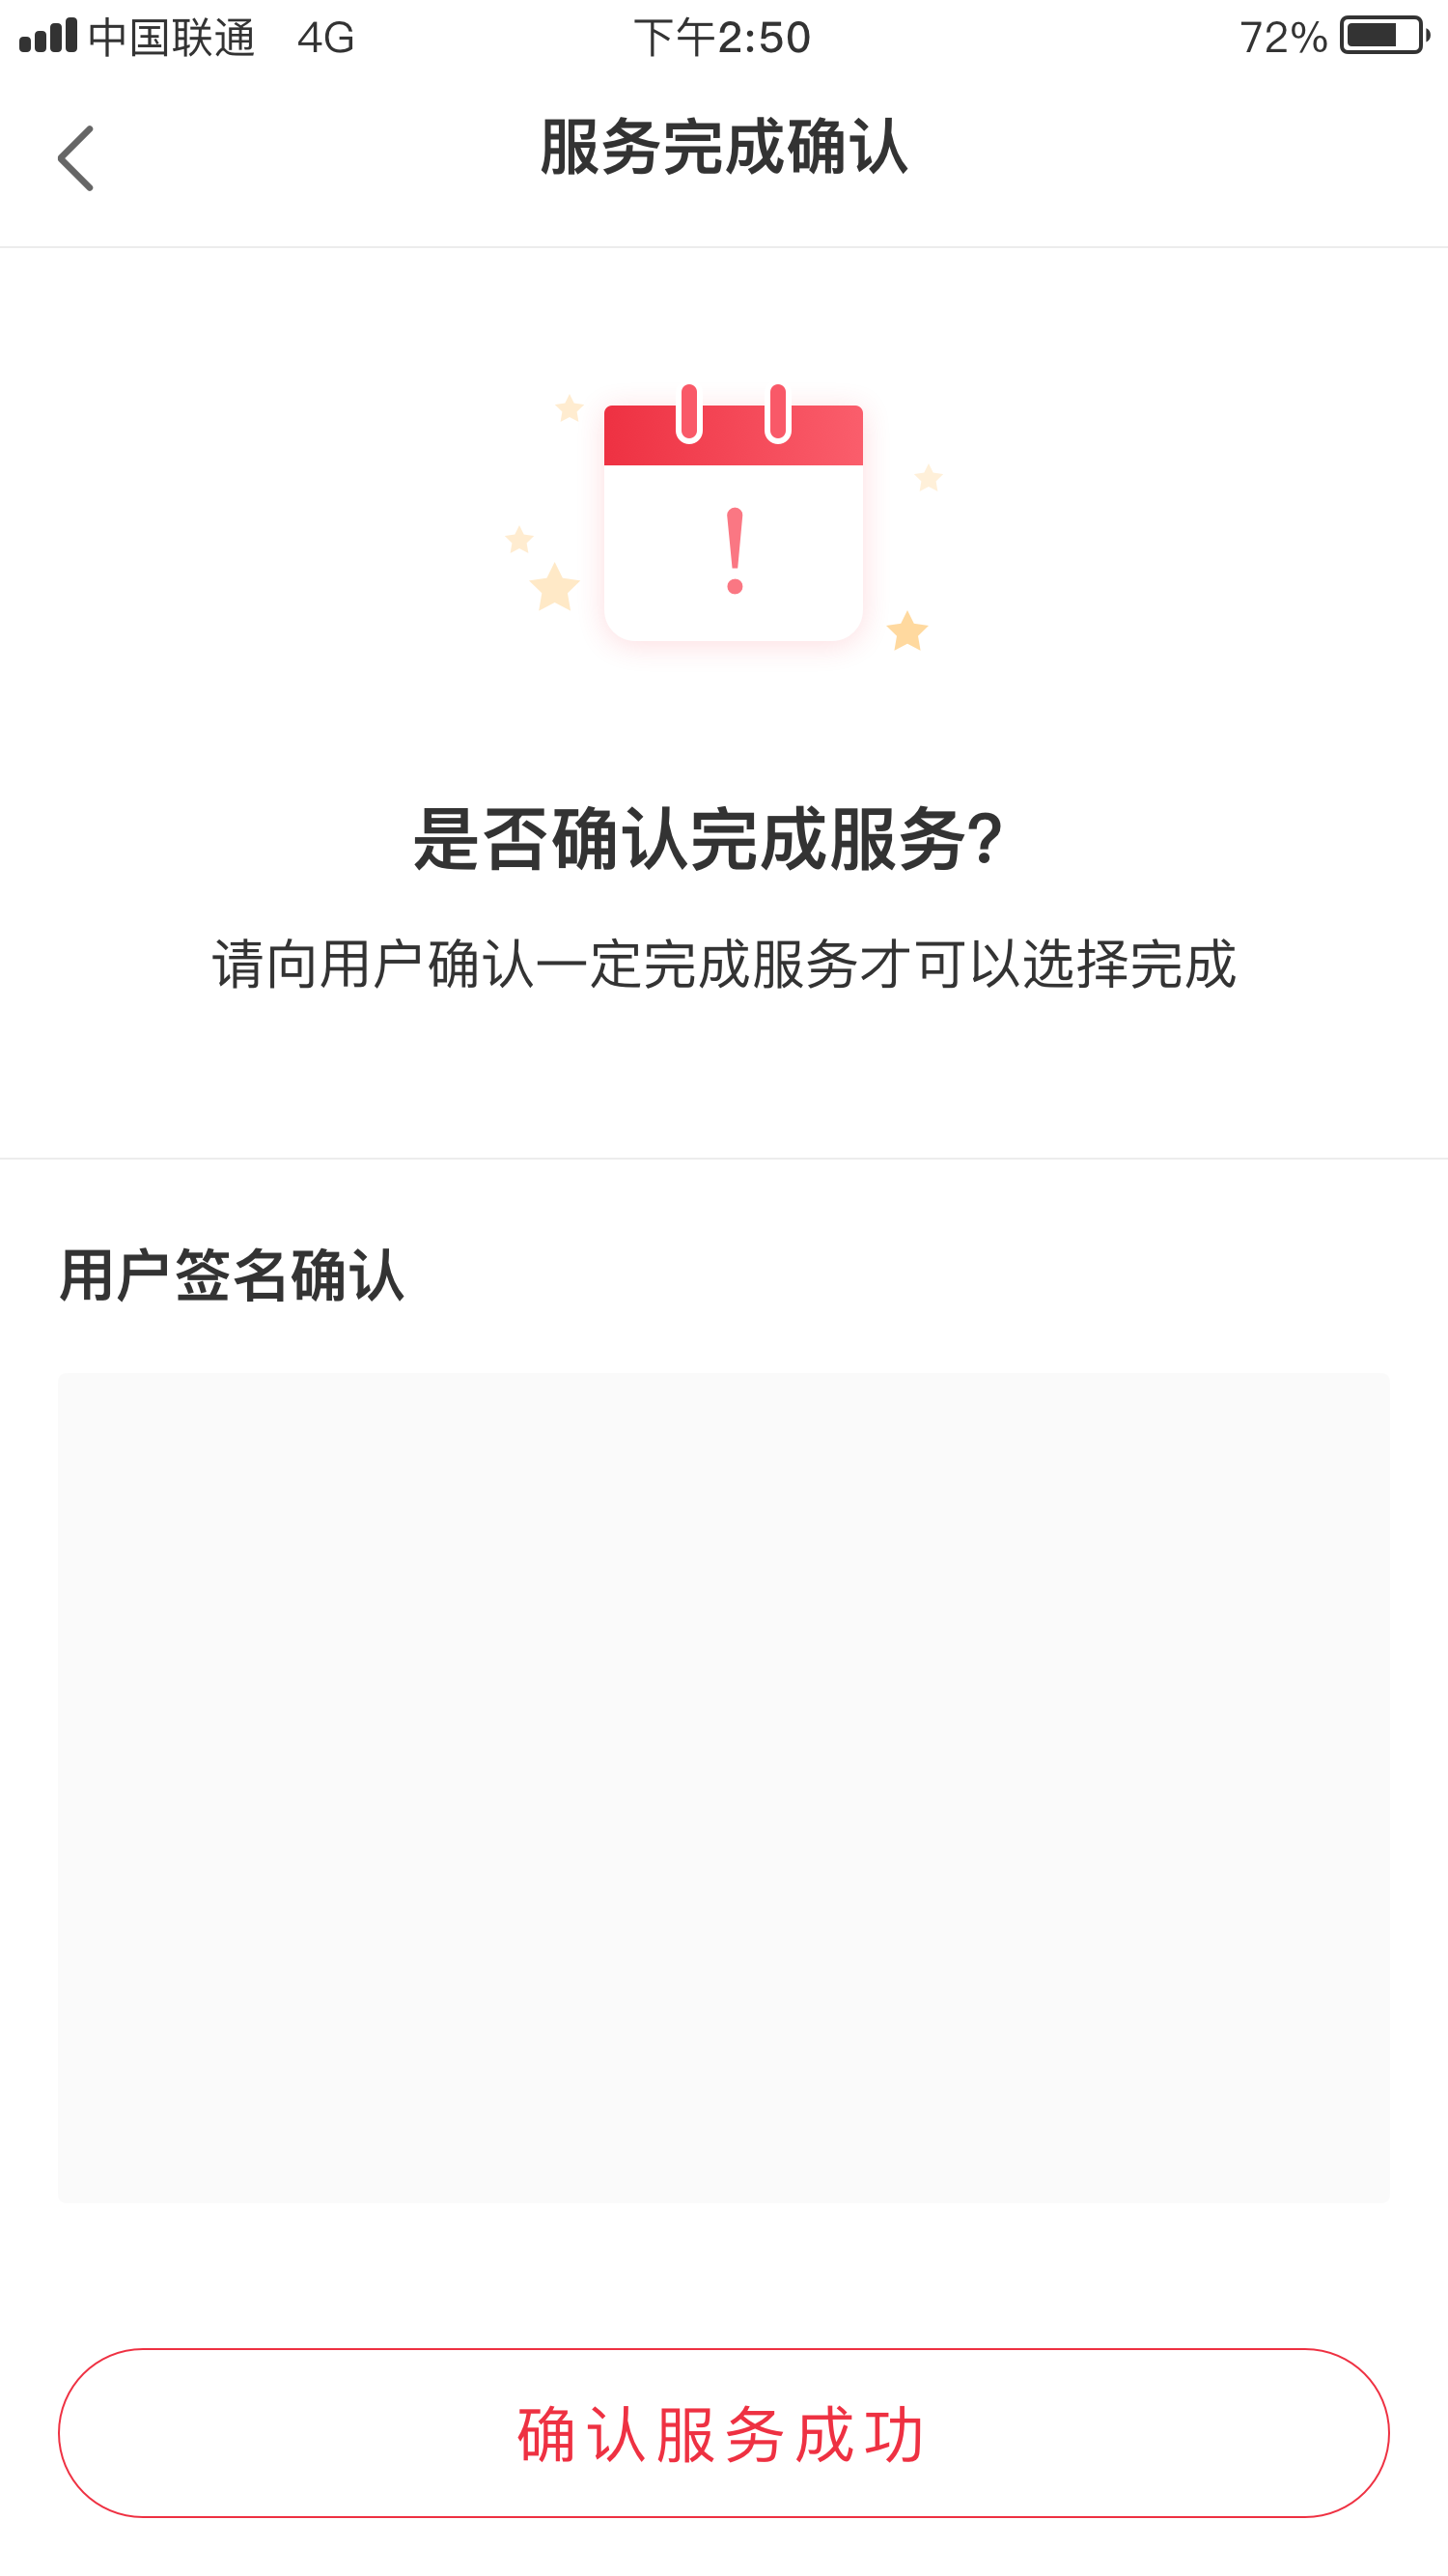 中国联通 4G 下午2:50 72%
服务完成确认
是否确认完成服务?
请向用户确认一定完成服务才可以选择完成
用户签名确认
确认服务成功